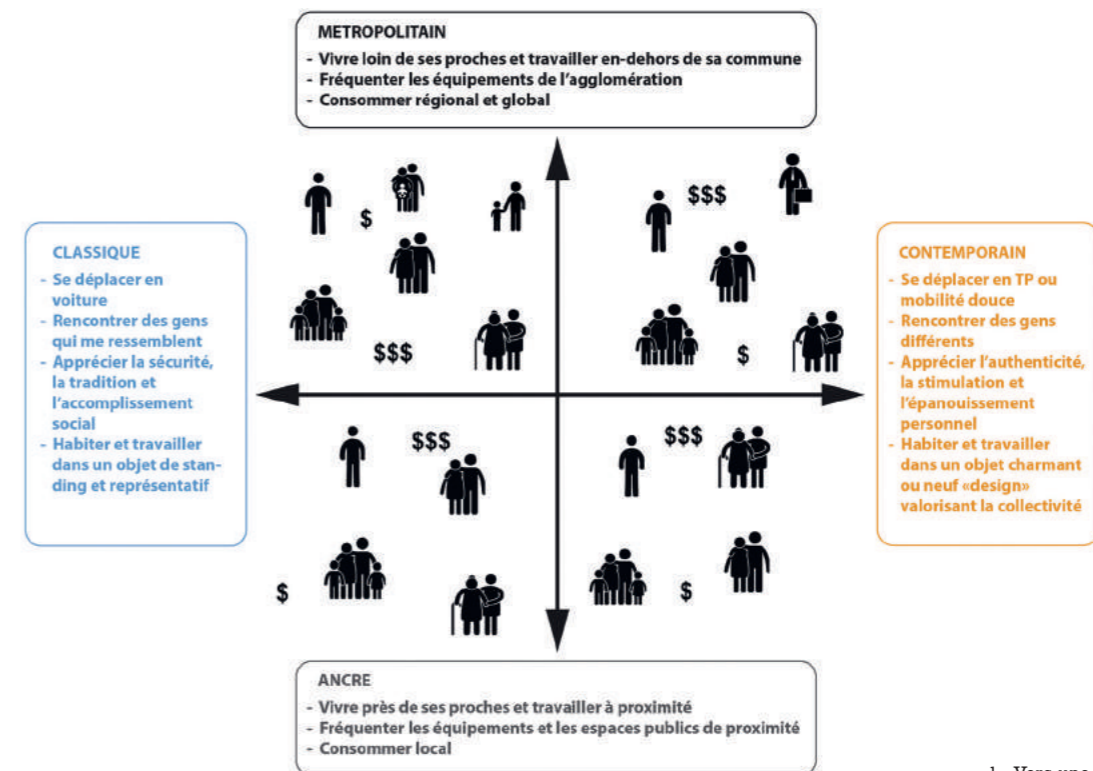 METROPOLITAIN
- Vivre loin de ses proches et travailler en-dehors de sa commune
- Fréquenter les équipements de l'agglomération
- Consommer régional et global
$
$$$
$$$
$
CLASSIQUE
- Se déplacer en
voiture
- Rencontrer des gens
qui me ressemblent
- Apprécier la sécurité,
la tradition et
l'accomplissement
social
- Habiter et travailler
dans un objet de stan-
ding et représentatif
CONTEMPORAIN
- Se déplacer en TP ou
mobilité douce
- Rencontrer des gens
différents
- Apprécier l'authenticité,
la stimulation et
l'épanouissement
personnel
- Habiter et travailler
dans un objet charmant
ou neuf «design»
valorisant la collectivité
$$$
$$$
$
$
ANCRE
- Vivre près de ses proches et travailler à proximité
- Fréquenter les équipements et les espaces publics de proximité
- Consommer local
1 Vers une